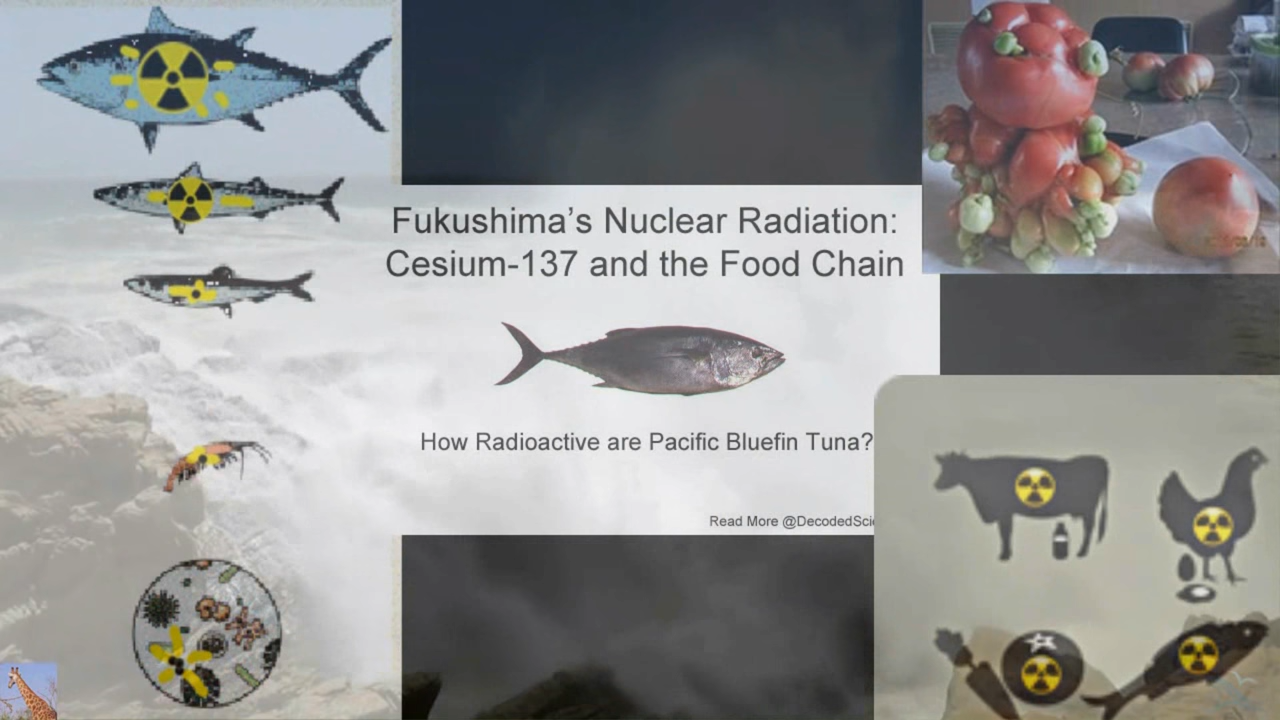 Fukushima's Nuclear Radiation:
Cesium-137 and the Food Chain
How Radioactive are Pacific Bluefin Tuna?
Read More @DecodedSci